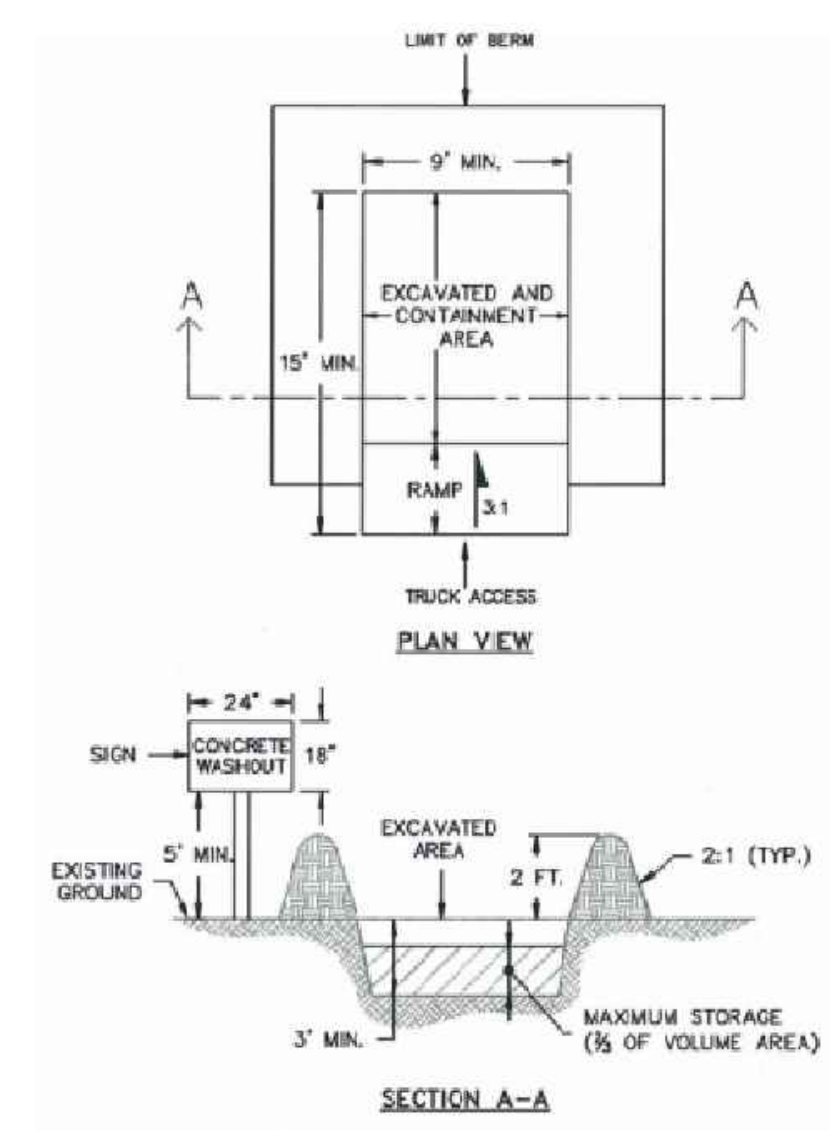 LIMIT OF BERM
9' MIN.
A
A
EXCAVATED AND
CONTAINMENT
AREA
15' MIN.
RAMP
3:1
TRUCK ACCESS
PLAN VIEW
24"
SIGN
CONCRETE
WASHOUT
18"
5' MIN.
EXCAVATED
AREA
2 FT.
2:1 (TYP.)
EXISTING
GROUND
3' MIN.
MAXIMUM STORAGE
(⅔ OF VOLUME AREA)
SECTION A-A